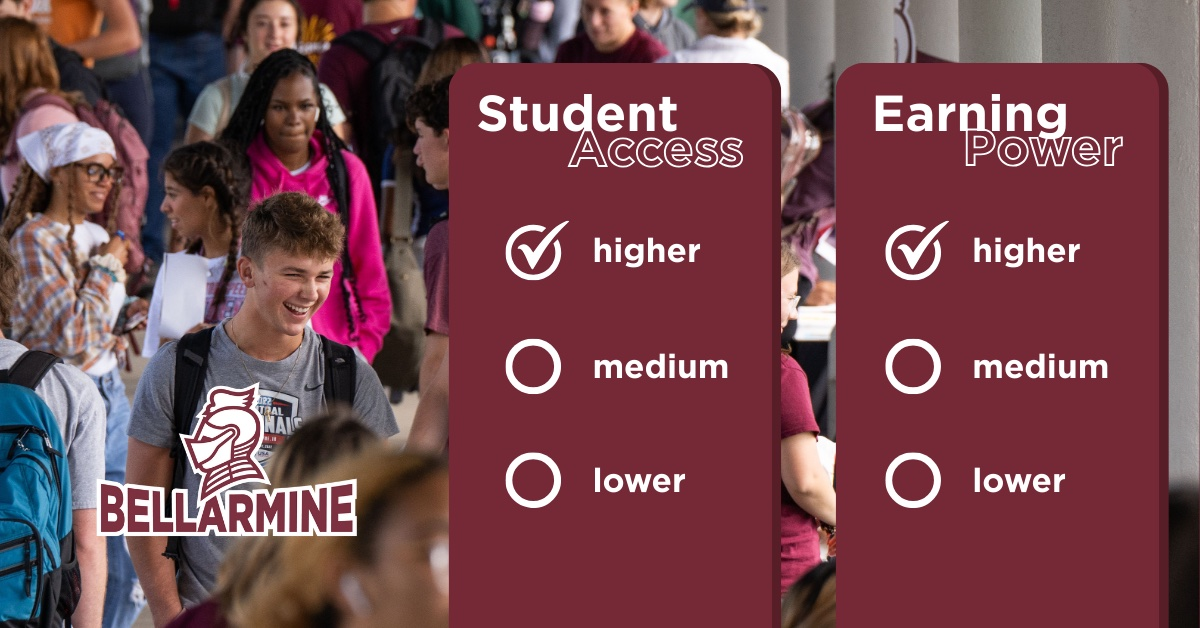 Student
Access
higher
medium
lower
Earning
Power
higher
medium
lower
BELLARMINE